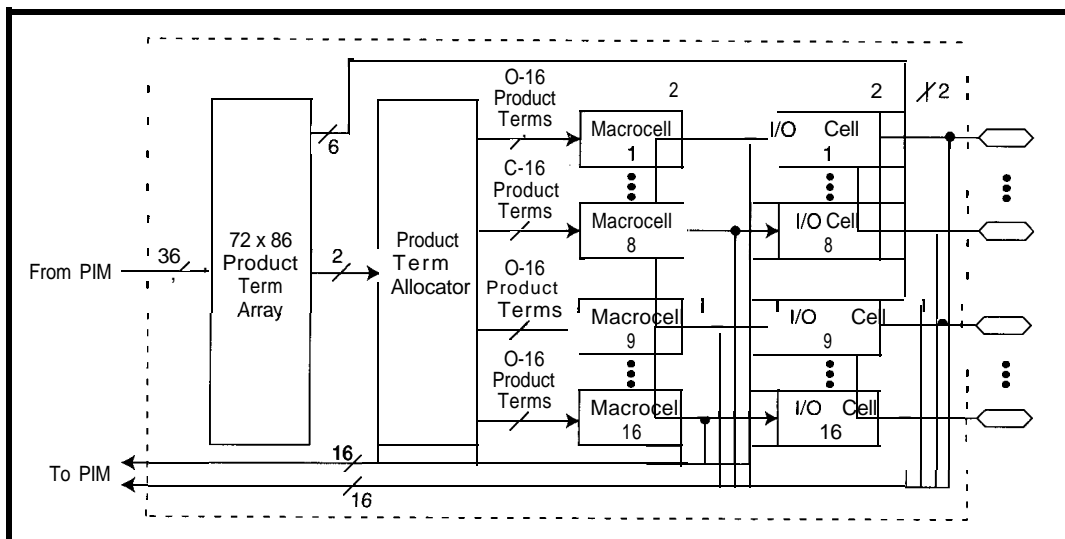 O-16
Product
Terms
2
2
2
6
Macrocell
1
I/O Cell
1
C-16
Product
Terms
72 x 86
Product
Term
Array
Product
Term
Allocator
Macrocell
8
I/O Cell
8
From PIM
36
2
O-16
Product
Terms
Macrocell
9
I/O Cell
9
O-16
Product
Terms
Macrocel
16
I/O Cell
16
To PIM
16
16